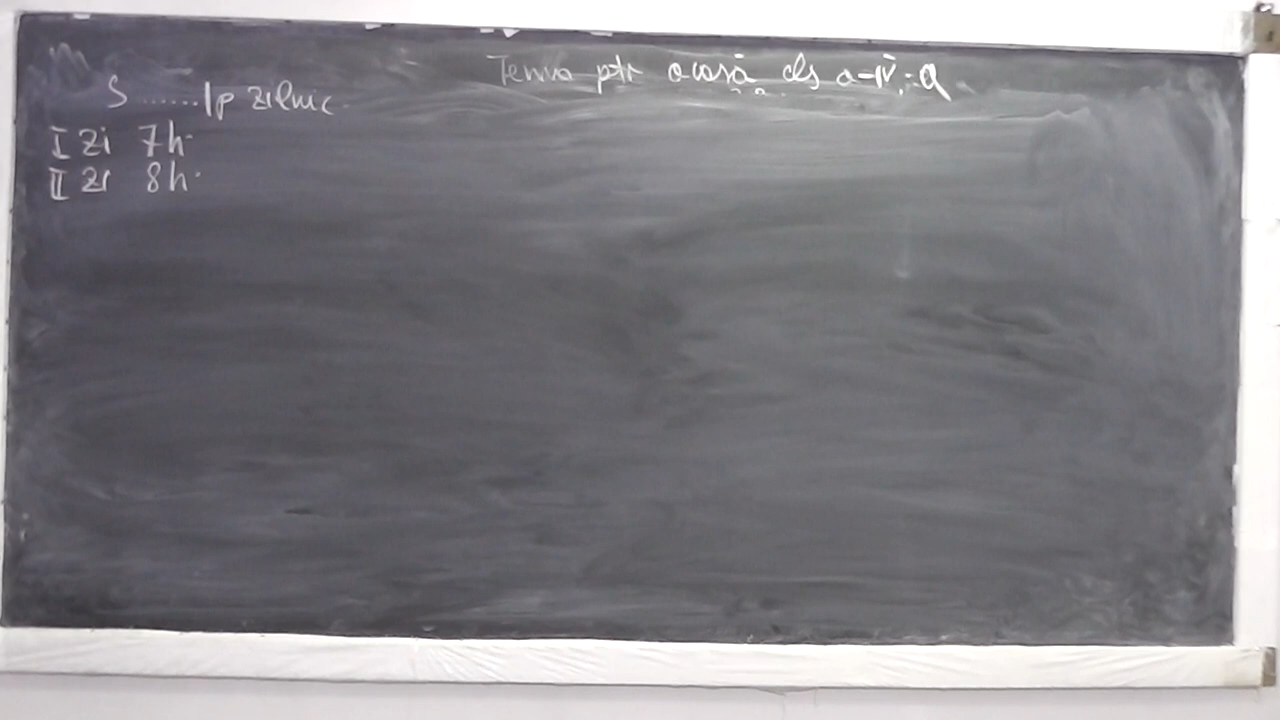 Tema ptr acasă cls a-IV-a
S ......1p zilnic
I zi 7h
II zi 8h